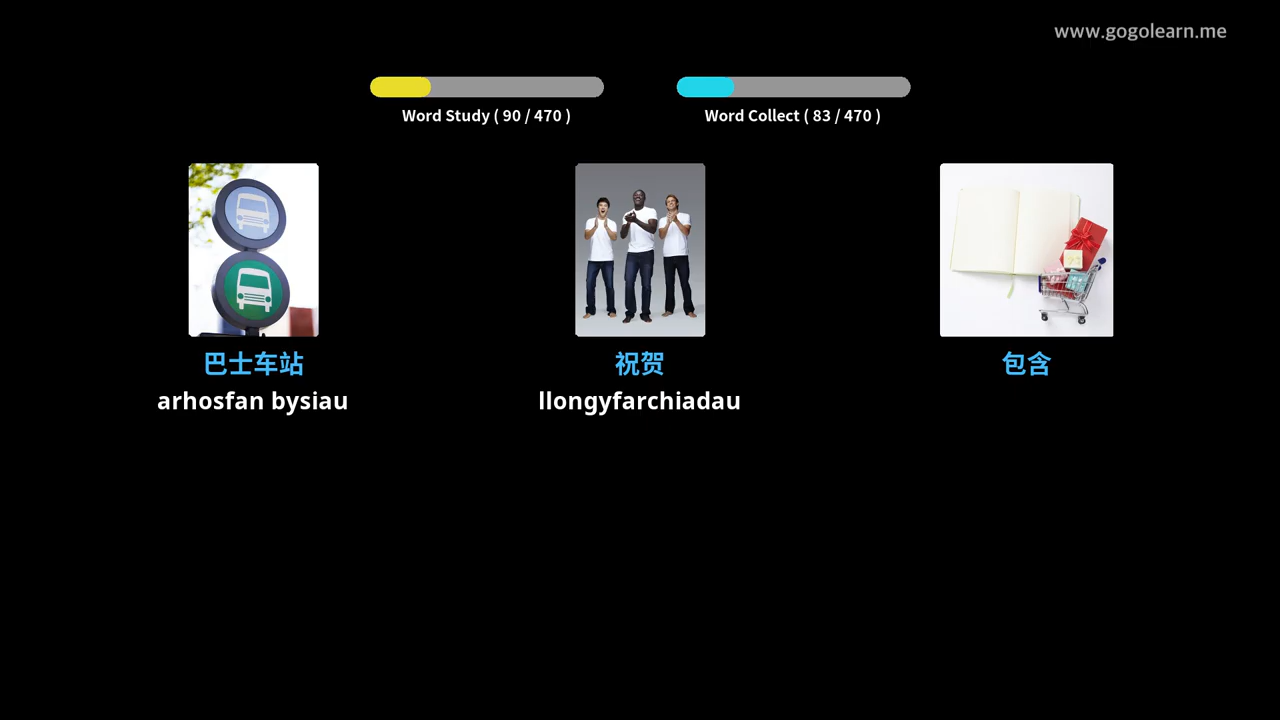 www.gogolearn.me
Word Study ( 90 / 470 )
Word Collect ( 83 / 470 )
巴士车站
arhosfan bysiau
祝贺
llongyfarchiadau
包含